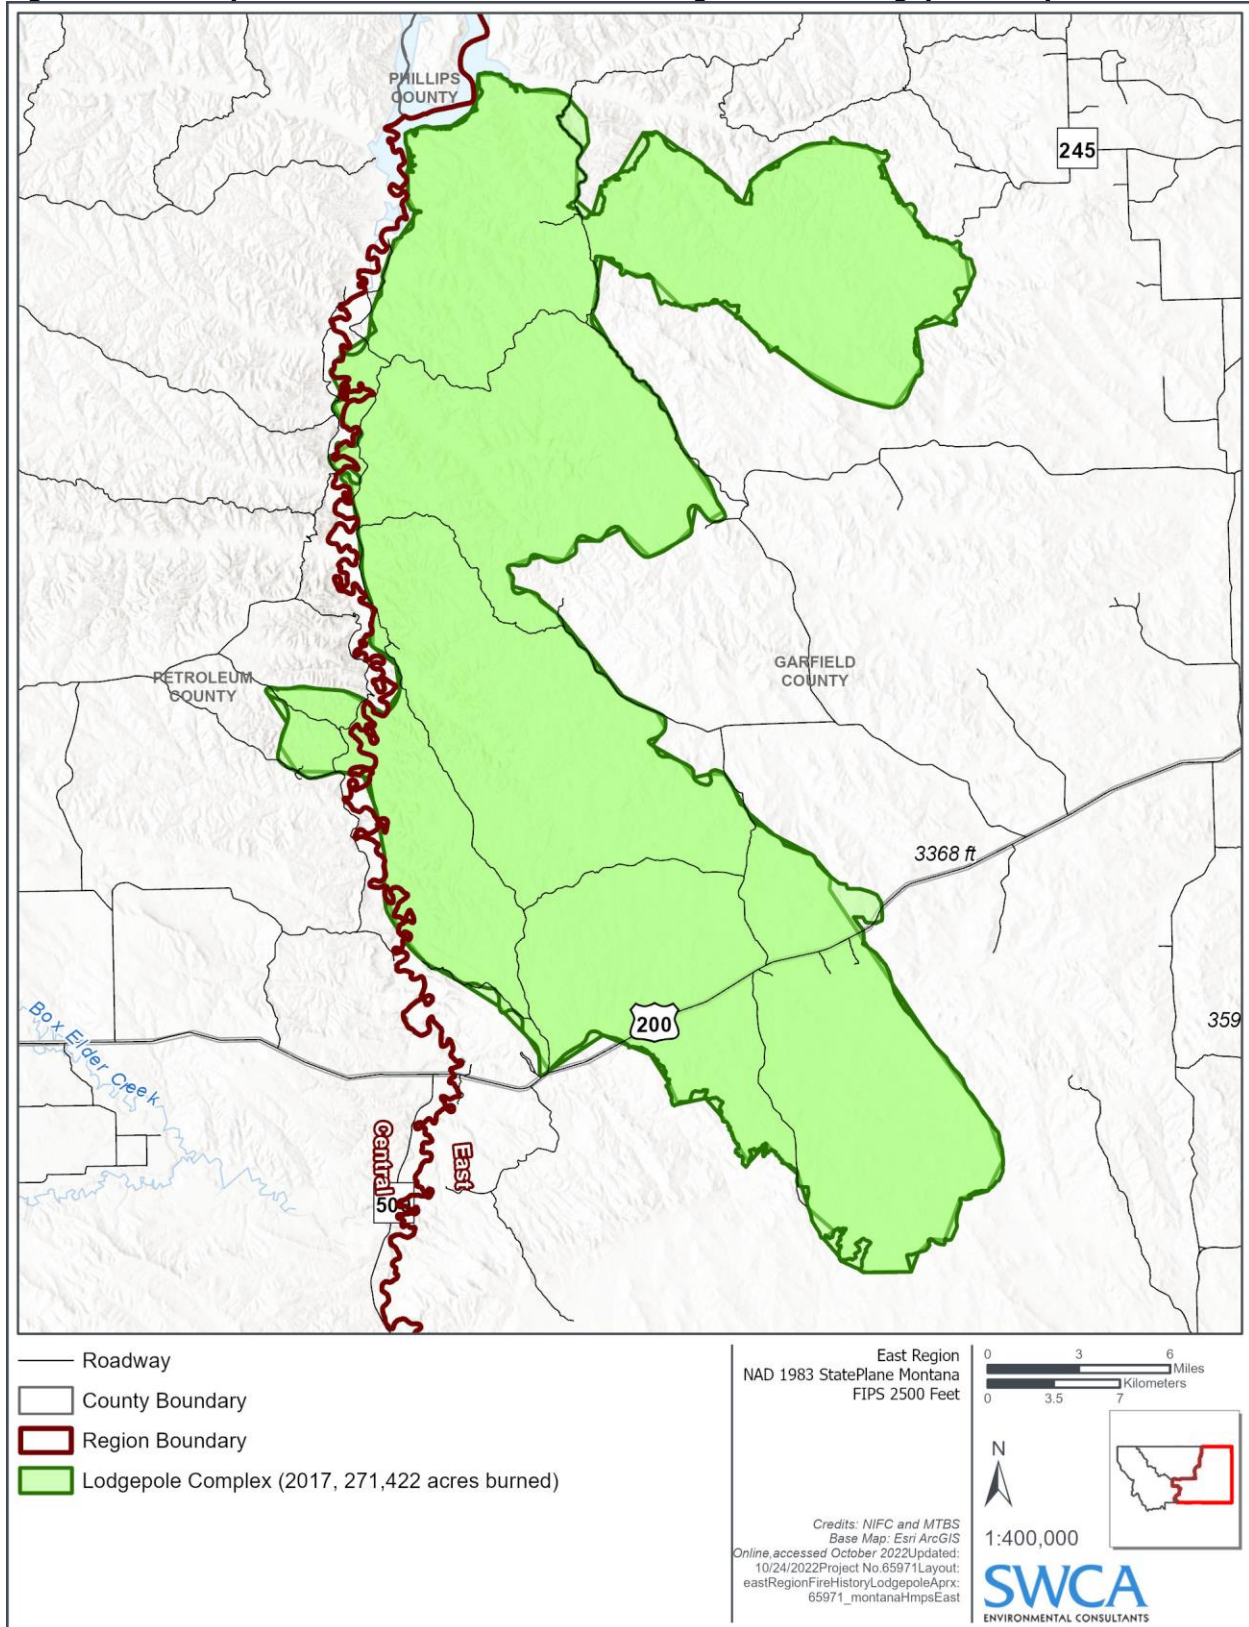 PHILLIPS
COUNTY
245
GARFIELD
COUNTY
PETROLEUM
COUNTY
3368 ft
Box Elder Creek
200
359
Central
East
50
Roadway
County Boundary
Region Boundary
Lodgepole Complex (2017, 271,422 acres burned)
East Region
NAD 1983 StatePlane Montana
FIPS 2500 Feet
Credits: NIFC and MTBS
Base Map: Esri ArcGIS
Online,accessed October 2022Updated:
10/24/2022Project No.65971Layout:
eastRegionFireHistoryLodgepoleAprx:
65971_montanaHmpsEast
0 3 6
Miles
Kilometers
0 3.5 7
N
1:400,000
SWCA
ENVIRONMENTAL CONSULTANTS